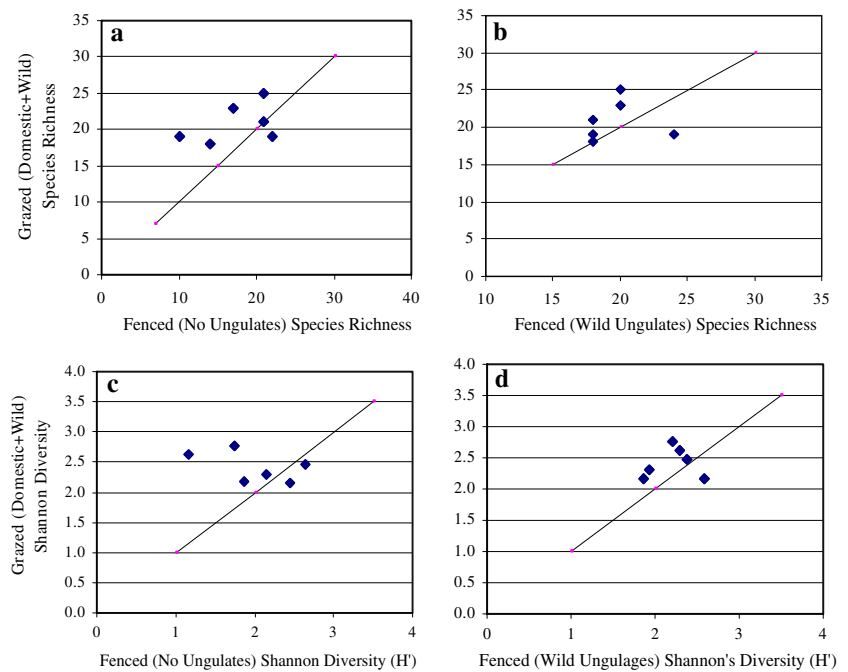 a
35
30
25
20
15
10
5
0
0 10 20 30 40
Grazed (Domestic+Wild)
Species Richness
Fenced (No Ungulates) Species Richness
b
35
30
25
20
15
10
5
0
10 15 20 25 30 35
Fenced (Wild Ungulates) Species Richness
c
4.0
3.5
3.0
2.5
2.0
1.5
1.0
0.5
0.0
0 1 2 3 4
Grazed (Domestic+Wild)
Shannon Diversity
Fenced (No Ungulates) Shannon Diversity (H')
d
4.0
3.5
3.0
2.5
2.0
1.5
1.0
0.5
0.0
0 1 2 3 4
Fenced (Wild Ungulages) Shannon's Diversity (H')